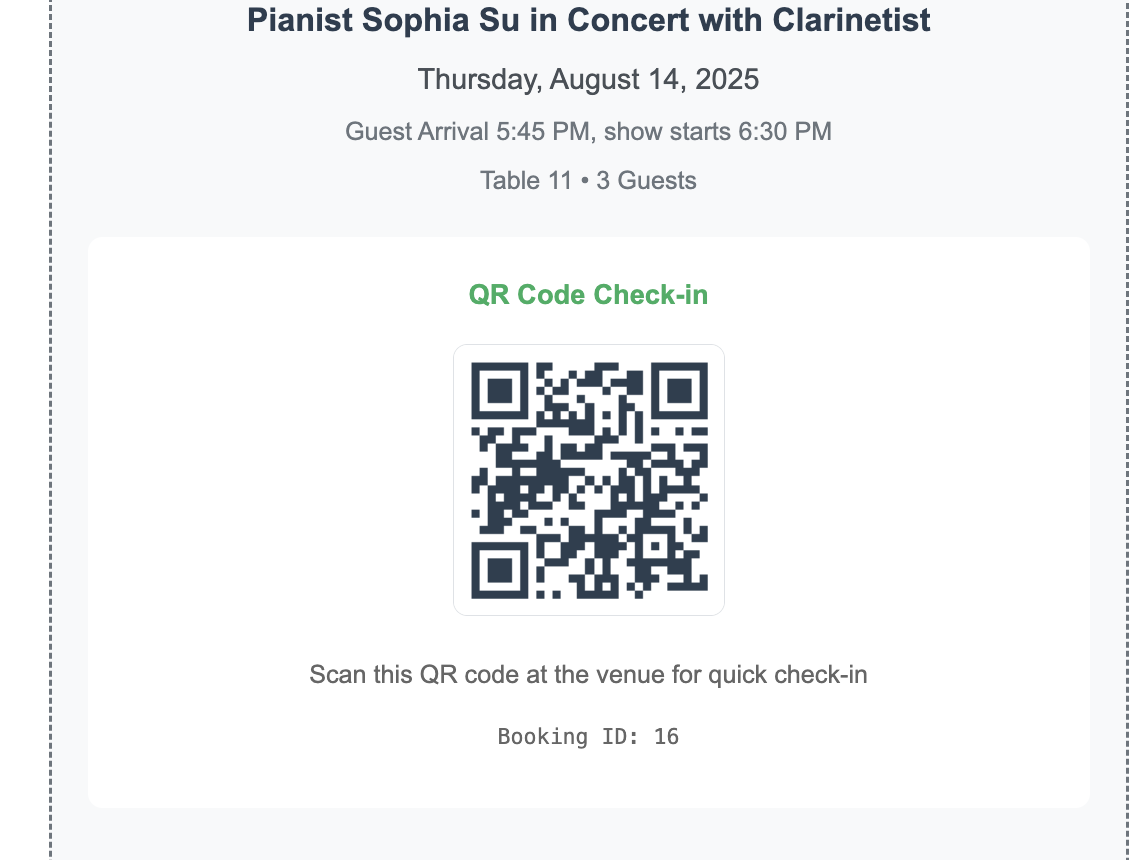 Pianist Sophia Su in Concert with Clarinetist
Thursday, August 14, 2025
Guest Arrival 5:45 PM, show starts 6:30 PM
Table 11 • 3 Guests
QR Code Check-in
Scan this QR code at the venue for quick check-in
Booking ID: 16